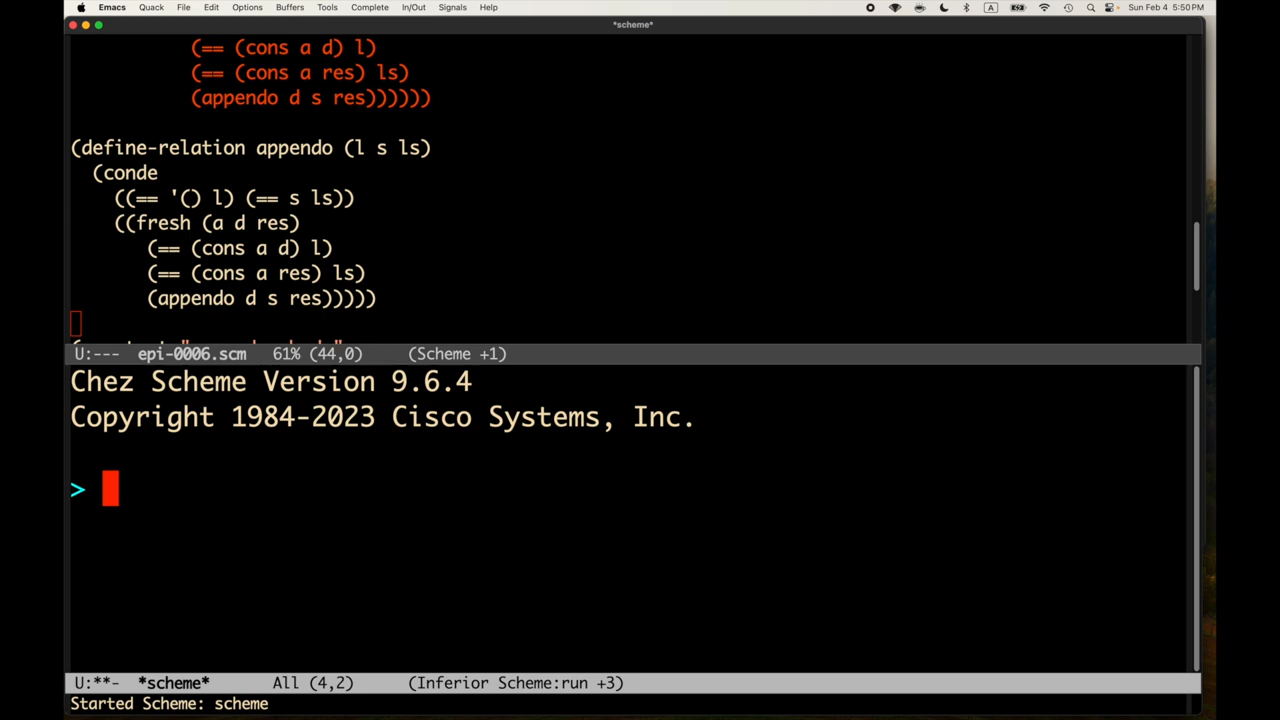 Emacs Quack File Edit Options Buffers Tools Complete In/Out Signals Help A Sun Feb 4 5:50 PM
*scheme*
(== (cons a d) l)
(== (cons a res) ls)
(appendo d s res))))))
(define-relation appendo (l s ls)
(conde
((== '() l) (== s ls))
((fresh (a d res)
(== (cons a d) l)
(== (cons a res) ls)
(appendo d s res)))))
U:--- epi-0006.scm 61% (44,0) (Scheme +1)
Chez Scheme Version 9.6.4
Copyright 1984-2023 Cisco Systems, Inc.
>
U:**- *scheme* All (4,2) (Inferior Scheme:run +3)
Started Scheme: scheme